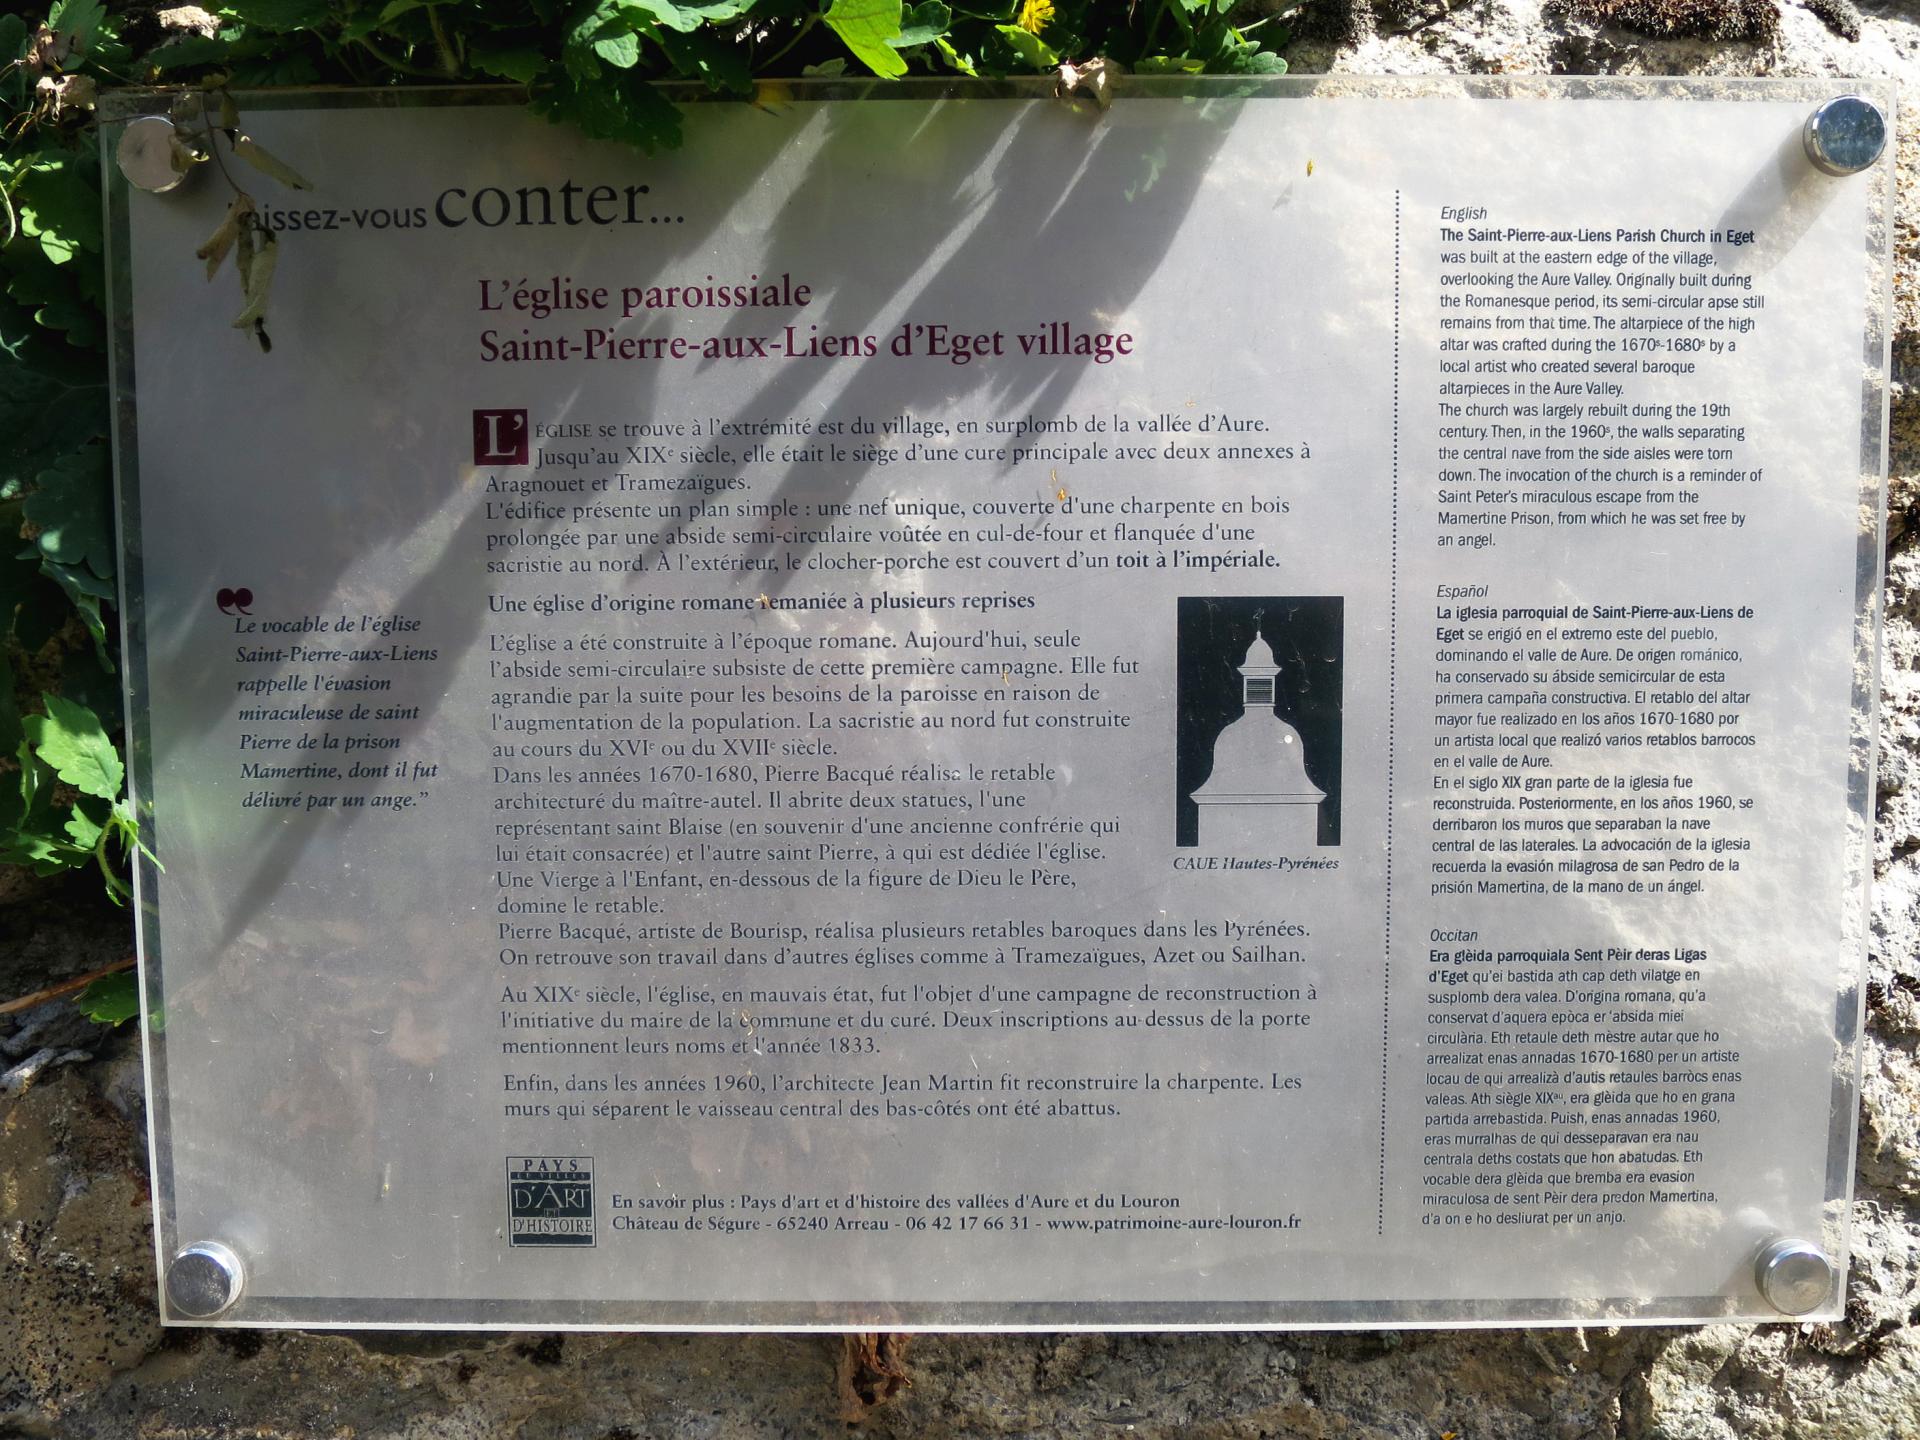 Laissez-vous conter...
L'église paroissiale
Saint-Pierre-aux-Liens d'Eget village
L'ÉGLISE se trouve à l'extrémité est du village, en surplomb de la vallée d'Aure.
Jusqu'au XIXe siècle, elle était le siège d'une cure principale avec deux annexes à
Aragnouet et Tramezaïgues.
L'édifice présente un plan simple : une nef unique, couverte d'une charpente en bois
prolongée par une abside semi-circulaire voûtée en cul-de-four et flanquée d'une
sacristie au nord. À l'extérieur, le clocher-porche est couvert d'un toit à l'impériale.
Une église d'origine romane remaniée à plusieurs reprises
L'église a été construite à l'époque romane. Aujourd'hui, seule
l'abside semi-circulaire subsiste de cette première campagne. Elle fut
agrandie par la suite pour les besoins de la paroisse en raison de
l'augmentation de la population. La sacristie au nord fut construite
au cours du XVIe ou du XVIIe siècle.
Dans les années 1670-1680, Pierre Bacqué réalisa le retable
architecturé du maître-autel. Il abrite deux statues, l'une
représentant saint Blaise (en souvenir d'une ancienne confrérie qui
lui était consacrée) et l'autre saint Pierre, à qui est dédiée l'église.
Une Vierge à l'Enfant, en-dessous de la figure de Dieu le Père,
domine le retable.
Pierre Bacqué, artiste de Bourisp, réalisa plusieurs retables baroques dans les Pyrénées.
On retrouve son travail dans d'autres églises comme à Tramezaïgues, Azet ou Sailhan.
Au XIXe siècle, l'église, en mauvais état, fut l'objet d'une campagne de reconstruction à
l'initiative du maire de la commune et du curé. Deux inscriptions au-dessus de la porte
mentionnent leurs noms et l'année 1833.
Enfin, dans les années 1960, l'architecte Jean Martin fit reconstruire la charpente. Les
murs qui séparent le vaisseau central des bas-côtés ont été abattus.
❝
Le vocable de l'église
Saint-Pierre-aux-Liens
rappelle l'évasion
miraculeuse de saint
Pierre de la prison
Mamertine, dont il fut
délivré par un ange."
CAUE Hautes-Pyrénées
PAYS
ET VILLES
D'ART
ET
D'HISTOIRE
En savoir plus : Pays d'art et d'histoire des vallées d'Aure et du Louron
Château de Ségure - 65240 Arreau - 06 42 17 66 31 - www.patrimoine-aure-louron.fr
English
The Saint-Pierre-aux-Liens Parish Church in Eget
was built at the eastern edge of the village,
overlooking the Aure Valley. Originally built during
the Romanesque period, its semi-circular apse still
remains from that time. The altarpiece of the high
altar was crafted during the 1670s-1680s by a
local artist who created several baroque
altarpieces in the Aure Valley.
The church was largely rebuilt during the 19th
century. Then, in the 1960s, the walls separating
the central nave from the side aisles were torn
down. The invocation of the church is a reminder of
Saint Peter's miraculous escape from the
Mamertine Prison, from which he was set free by
an angel.
Español
La iglesia parroquial de Saint-Pierre-aux-Liens de
Eget se erigió en el extremo este del pueblo,
dominando el valle de Aure. De origen románico,
ha conservado su ábside semicircular de esta
primera campaña constructiva. El retablo del altar
mayor fue realizado en los años 1670-1680 por
un artista local que realizó varios retablos barrocos
en el valle de Aure.
En el siglo XIX gran parte de la iglesia fue
reconstruida. Posteriormente, en los años 1960, se
derribaron los muros que separaban la nave
central de las laterales. La advocación de la iglesia
recuerda la evasión milagrosa de san Pedro de la
prisión Mamertina, de la mano de un ángel.
Occitan
Era glèida parroquiala Sent Pèir deras Ligas
d'Eget qu'ei bastida ath cap deth vilatge en
susplomb dera valea. D'origina romana, qu'a
conservat d'aquera epòca er 'absida miei
circulària. Eth retaule deth mèstre autar que ho
arrealizat enas annadas 1670-1680 per un artiste
locau de qui arrealizà d'autis retaules barròcs enas
valeas. Ath siègle XIXau, era glèida que ho en grana
partida arrebastida. Puish, enas annadas 1960,
eras murralhas de qui desseparavan era nau
centrala deths costats que hon abatudas. Eth
vocable dera glèida que bremba era evasion
miraculosa de sent Pèir dera predon Mamertina,
d'a on e ho desliurat per un anjo.